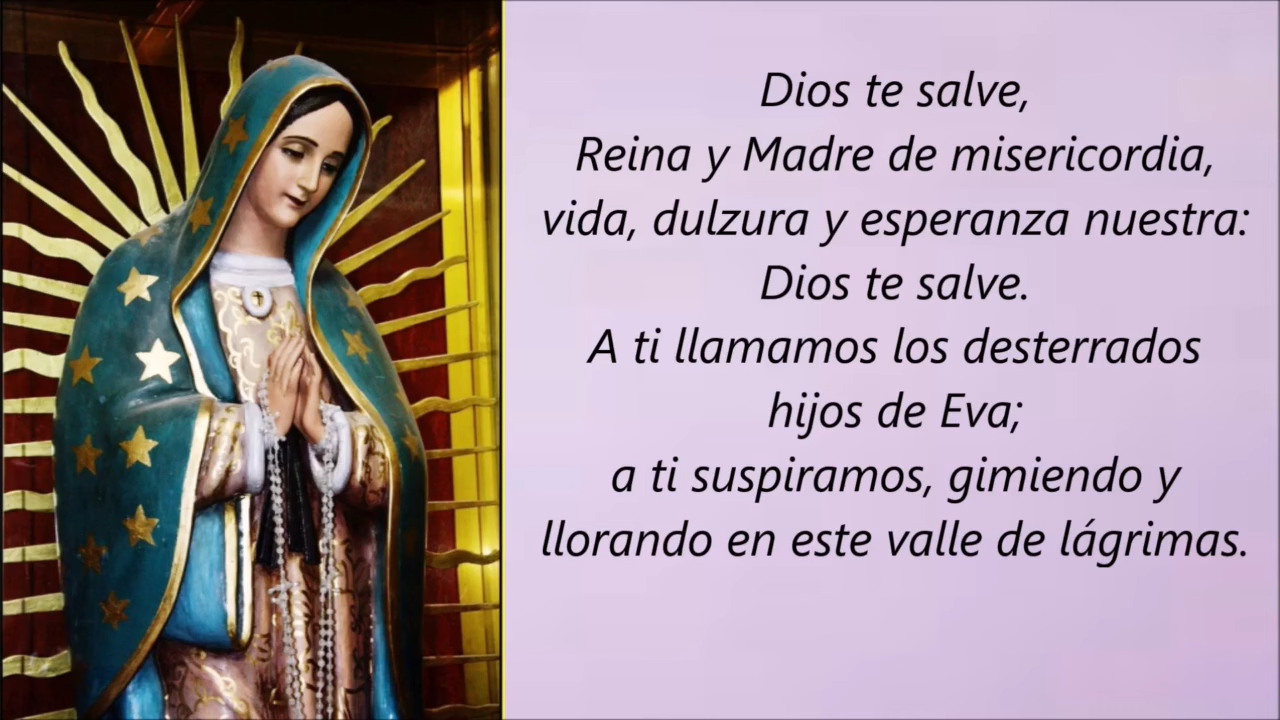 Dios te salve,
Reina y Madre de misericordia,
vida, dulzura y esperanza nuestra:
Dios te salve.
A ti llamamos los desterrados
hijos de Eva;
a ti suspiramos, gimiendo y
llorando en este valle de lágrimas.